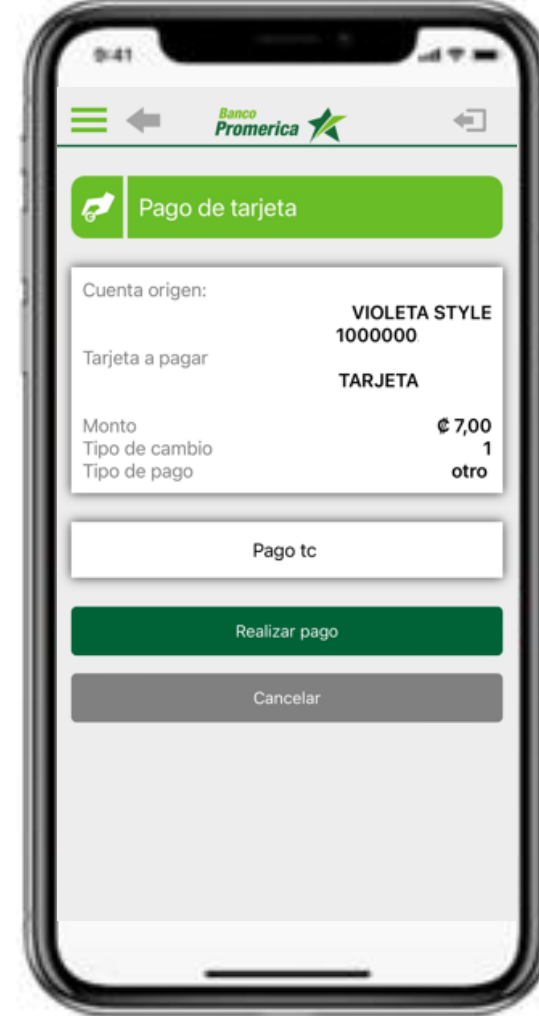 9:41
Banco
Promerica
Pago de tarjeta
Cuenta origen:
VIOLETA STYLE
1000000
Tarjeta a pagar
TARJETA
Monto ₡ 7,00
Tipo de cambio 1
Tipo de pago otro
Pago tc
Realizar pago
Cancelar